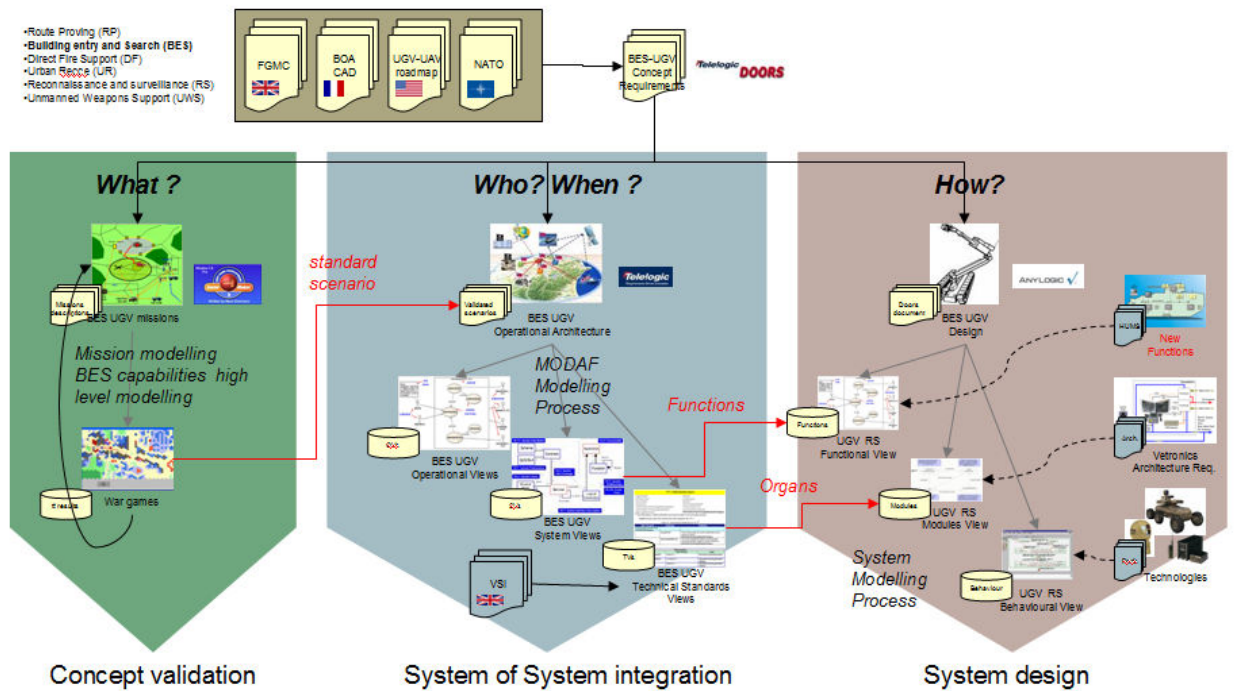 •Route Proving (RP)
•Building entry and Search (BES)
•Direct Fire Support (DF)
•Urban Recce (UR)
•Reconnaissance and surveillance (RS)
•Unmanned Weapons Support (UWS)
FGMC
BOA
CAD
UGV-UAV
roadmap
NATO
BES-UGV
Concept
Requirements
Telelogic DOORS
What ?
Missions
descriptions
BES UGV missions
Mission modelling
BES capabilities high
level modelling
War games
standard
scenario
Who? When ?
Validated
scenarios
Telelogic
BES UGV
Operational Architecture
MODAF
Modelling
Process
BES UGV
Operational Views
BES UGV
System Views
BES UGV
Technical Standards
Views
VSI
Functions
Organs
How?
Doors
document
BES UGV
Design
ANYLOGIC
HUMS
New
Functions
Functions
UGV RS
Functional View
Arch.
Vetronics
Architecture Req.
Modules
UGV RS
Modules View
System
Modelling
Process
Behaviour
UGV RS
Behavioural View
Technologies
Concept validation
System of System integration
System design